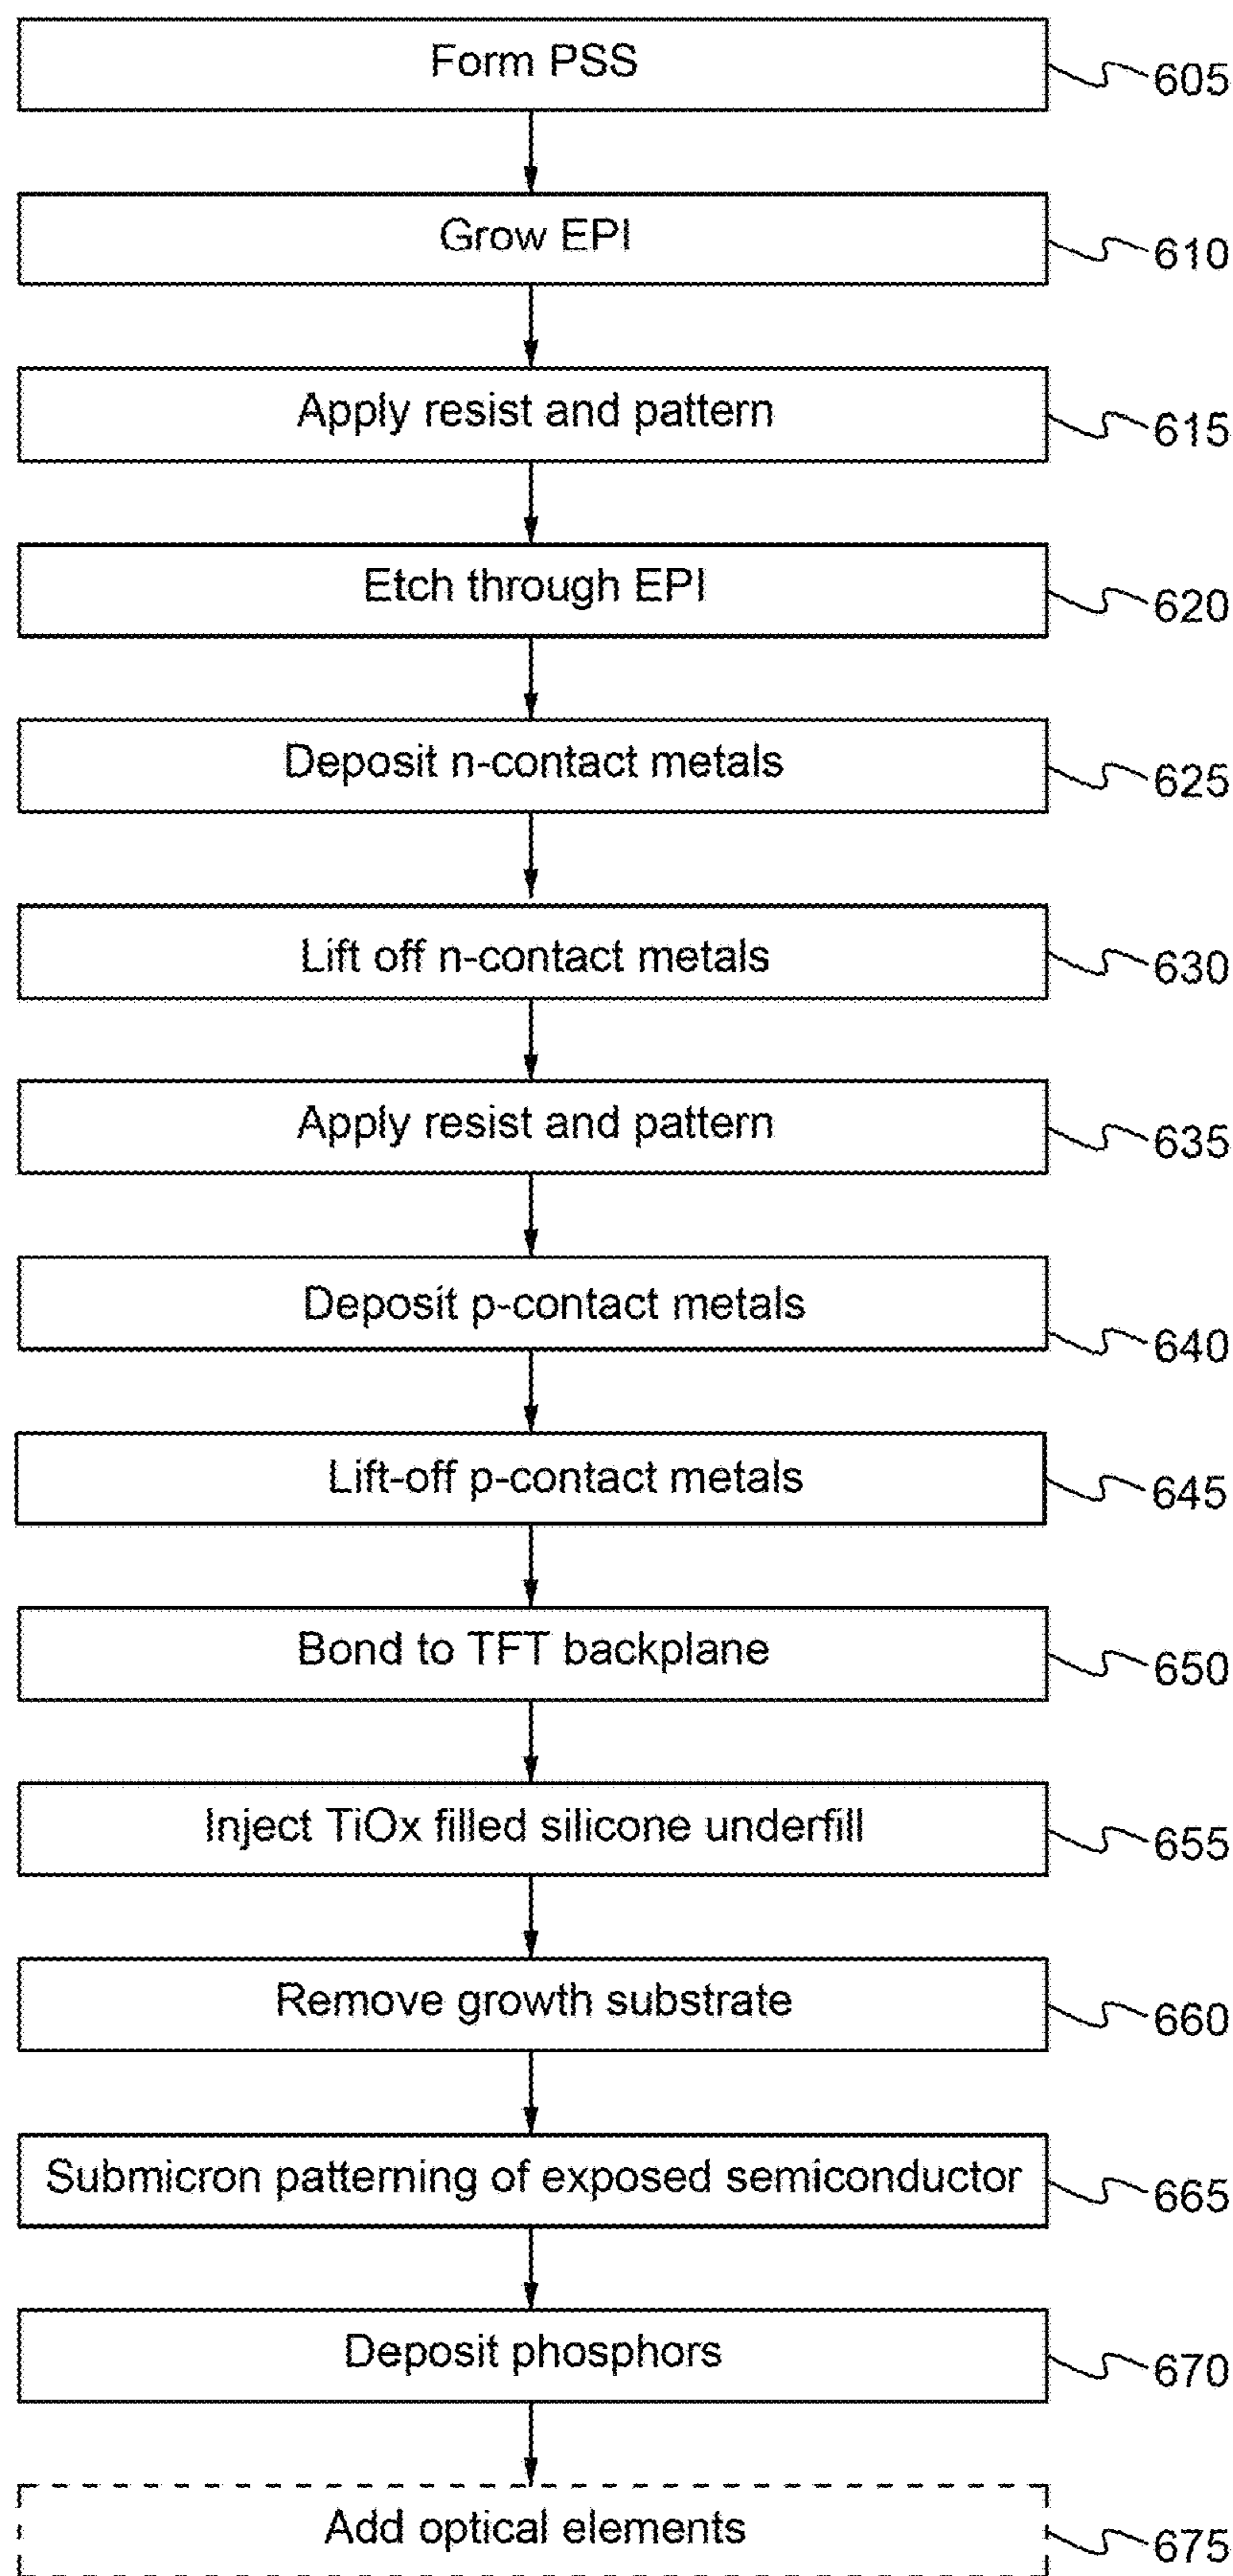 Form PSS
605
Grow EPI
610
Apply resist and pattern
615
Etch through EPI
620
Deposit n-contact metals
625
Lift off n-contact metals
630
Apply resist and pattern
635
Deposit p-contact metals
640
Lift-off p-contact metals
645
Bond to TFT backplane
650
Inject TiOx filled silicone underfill
655
Remove growth substrate
660
Submicron patterning of exposed semiconductor
665
Deposit phosphors
670
Add optical elements
675